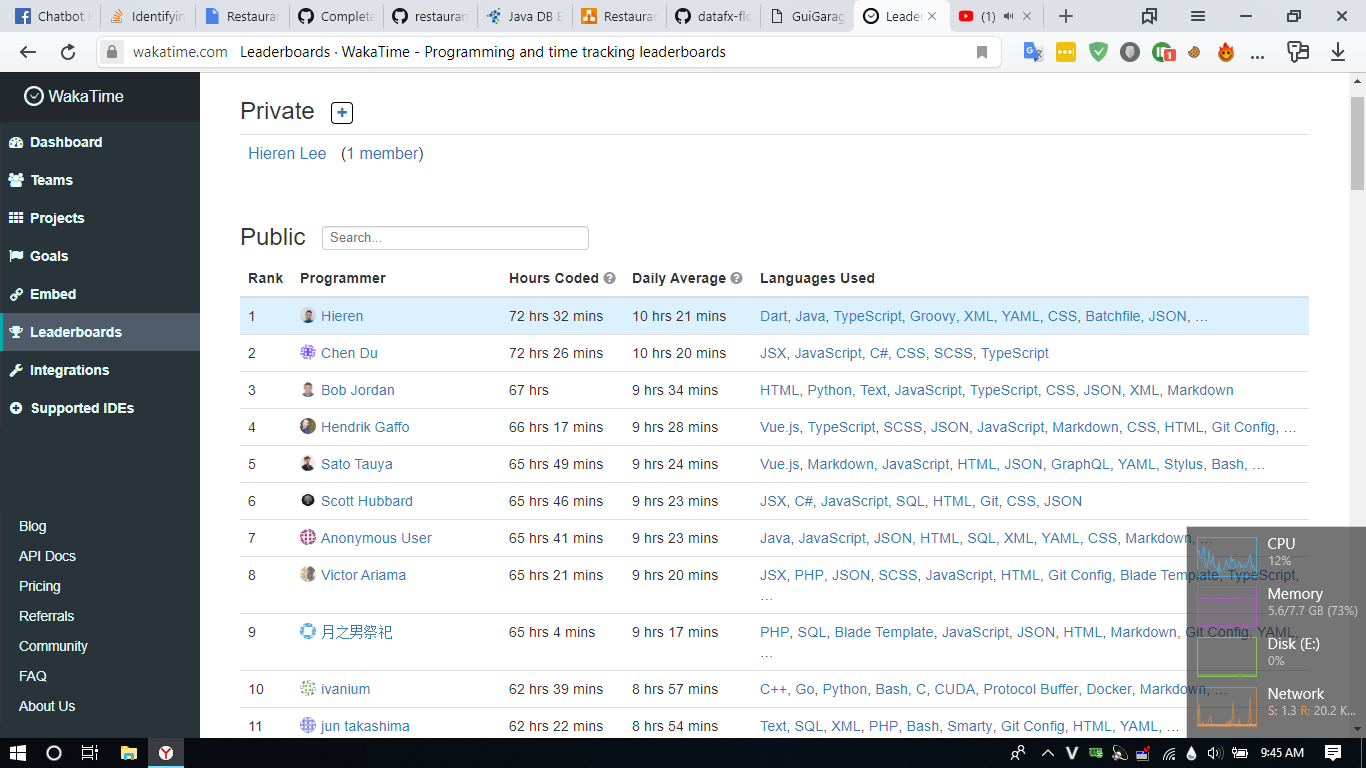 Chatbot
Identifyin
Restauran
Complete
restauran
Java DB E
Restauran
datafx-flo
GuiGarag
Leade
(1)
wakatime.com Leaderboards · WakaTime - Programming and time tracking leaderboards
1
WakaTime
Dashboard
Teams
Projects
Goals
Embed
Leaderboards
Integrations
Supported IDEs
Blog
API Docs
Pricing
Referrals
Community
FAQ
About Us
Private +
Hieren Lee (1 member)
Public Search...
Rank Programmer Hours Coded ? Daily Average ? Languages Used
1 Hieren 72 hrs 32 mins 10 hrs 21 mins Dart, Java, TypeScript, Groovy, XML, YAML, CSS, Batchfile, JSON, ...
2 Chen Du 72 hrs 26 mins 10 hrs 20 mins JSX, JavaScript, C#, CSS, SCSS, TypeScript
3 Bob Jordan 67 hrs 9 hrs 34 mins HTML, Python, Text, JavaScript, TypeScript, CSS, JSON, XML, Markdown
4 Hendrik Gaffo 66 hrs 17 mins 9 hrs 28 mins Vue.js, TypeScript, SCSS, JSON, JavaScript, Markdown, CSS, HTML, Git Config, ...
5 Sato Tauya 65 hrs 49 mins 9 hrs 24 mins Vue.js, Markdown, JavaScript, HTML, JSON, GraphQL, YAML, Stylus, Bash, ...
6 Scott Hubbard 65 hrs 46 mins 9 hrs 23 mins JSX, C#, JavaScript, SQL, HTML, Git, CSS, JSON
7 Anonymous User 65 hrs 41 mins 9 hrs 23 mins Java, JavaScript, JSON, HTML, SQL, XML, YAML, CSS, Markdown, ...
8 Victor Ariama 65 hrs 21 mins 9 hrs 20 mins JSX, PHP, JSON, SCSS, JavaScript, HTML, Git Config, Blade Template, TypeScript,
...
9 月之男祭祀 65 hrs 4 mins 9 hrs 17 mins PHP, SQL, Blade Template, JavaScript, JSON, HTML, Markdown, Git Config, YAML,
...
10 ivanium 62 hrs 39 mins 8 hrs 57 mins C++, Go, Python, Bash, C, CUDA, Protocol Buffer, Docker, Markdown, ...
11 jun takashima 62 hrs 22 mins 8 hrs 54 mins Text, SQL, XML, PHP, Bash, Smarty, Git Config, HTML, YAML, ...
CPU
12%
Memory
5.6/7.7 GB (73%)
Disk (E:)
0%
Network
S: 1.3 R: 20.2 K...
9:45 AM